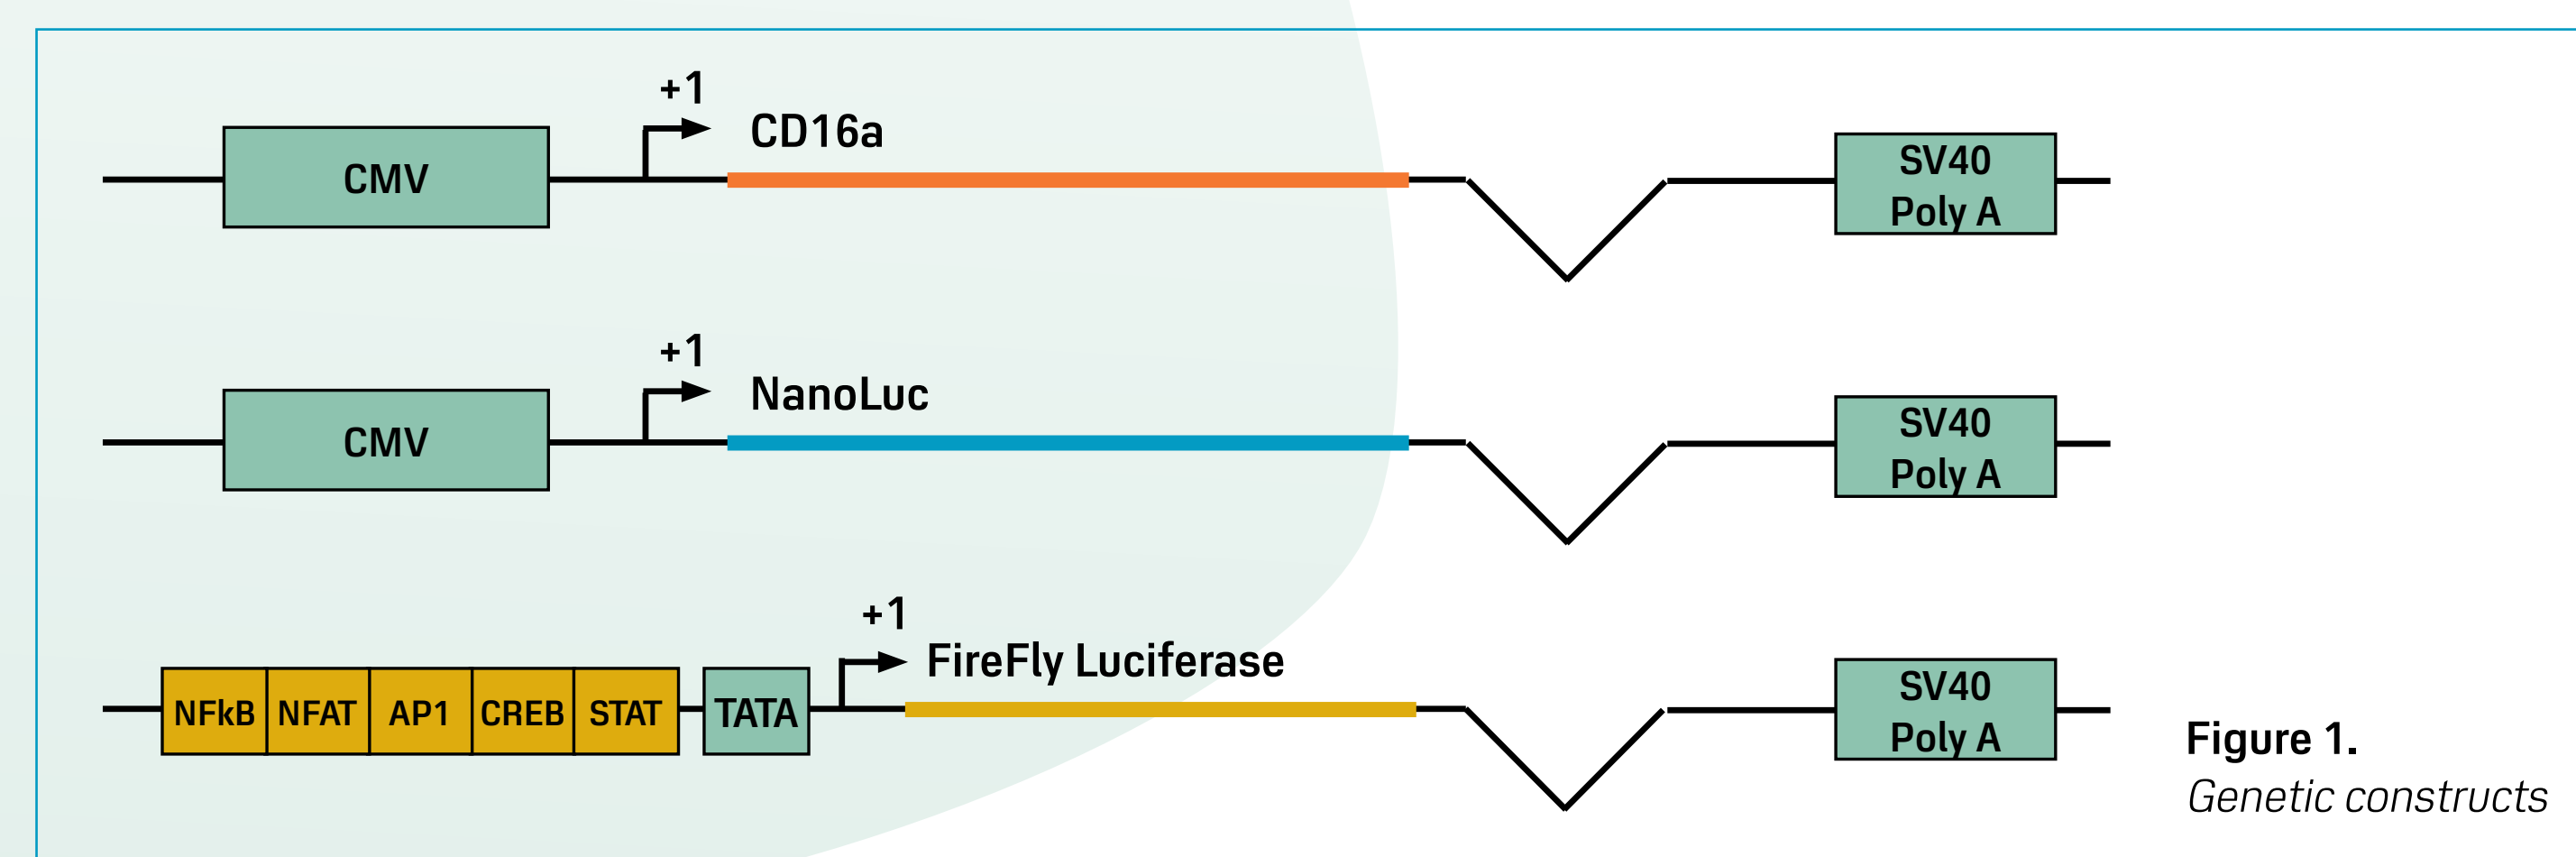 +1
CD16a
CMV
SV40
Poly A
+1
NanoLuc
CMV
SV40
Poly A
+1
FireFly Luciferase
NFkB NFAT AP1 CREB STAT TATA
SV40
Poly A
Figure 1.
Genetic constructs